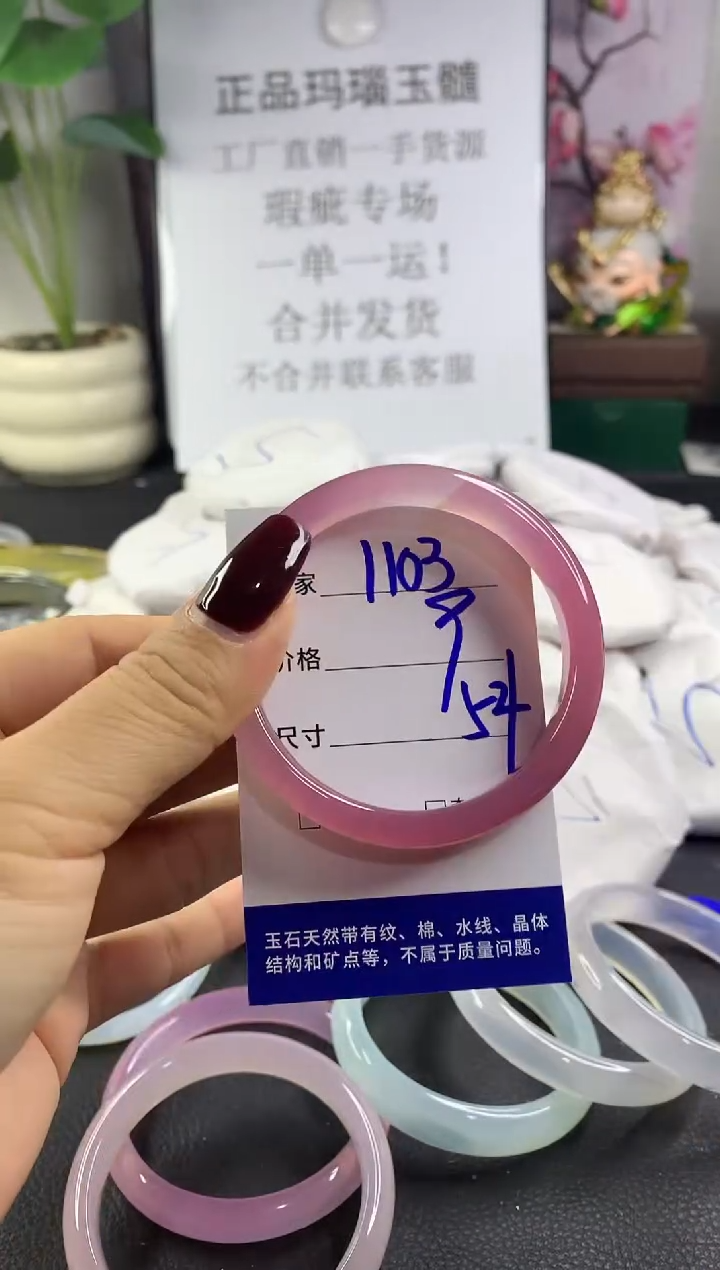 正品玛瑙玉髓
工厂直销一手货源
瑕疵专场
一单一运！
合并发货
不合并联系客服
家 1103
价格
尺寸 54
玉石天然带有纹、棉、水线、晶体
结构和矿点等，不属于质量问题。